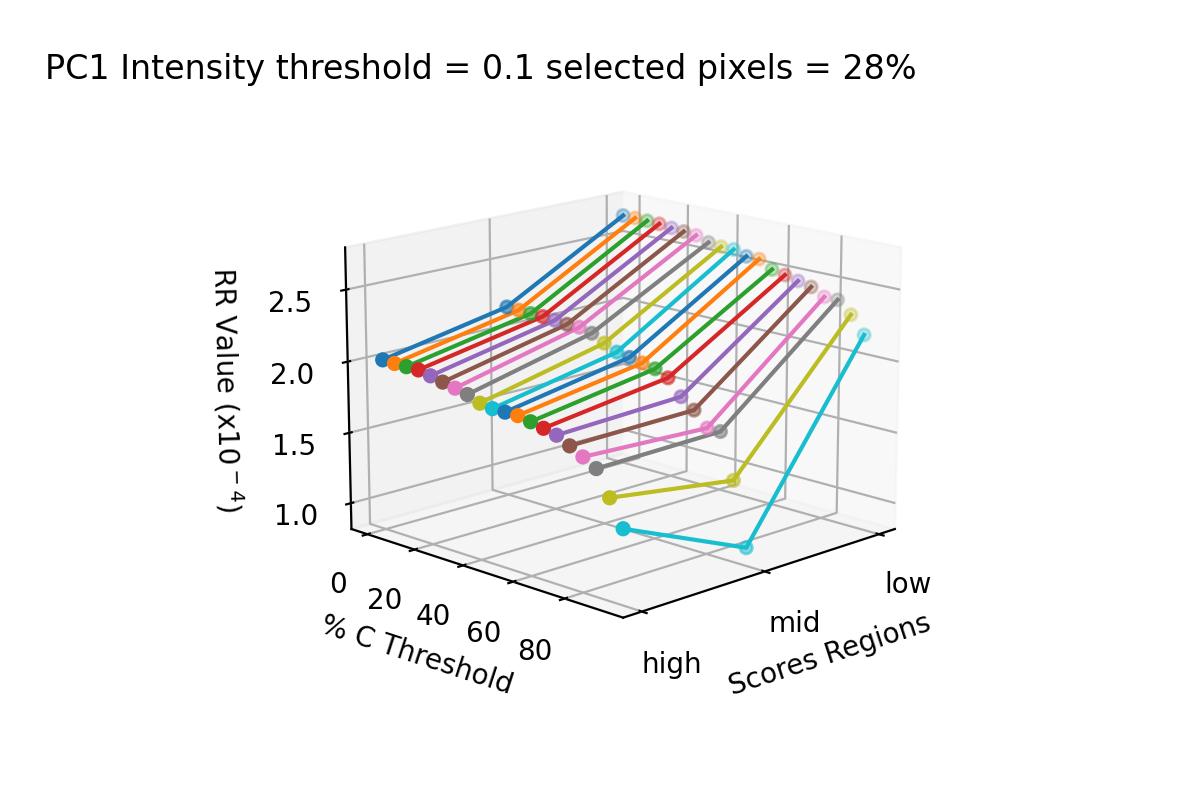 PC1 Intensity threshold = 0.1 selected pixels = 28%
RR Value (x10⁻⁴)
2.5
2.0
1.5
1.0
0
20
40
60
80
% C Threshold
low
mid
high
Scores Regions